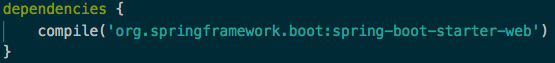 dependencies {
    compile('org.springframework.boot:spring-boot-starter-web')
}